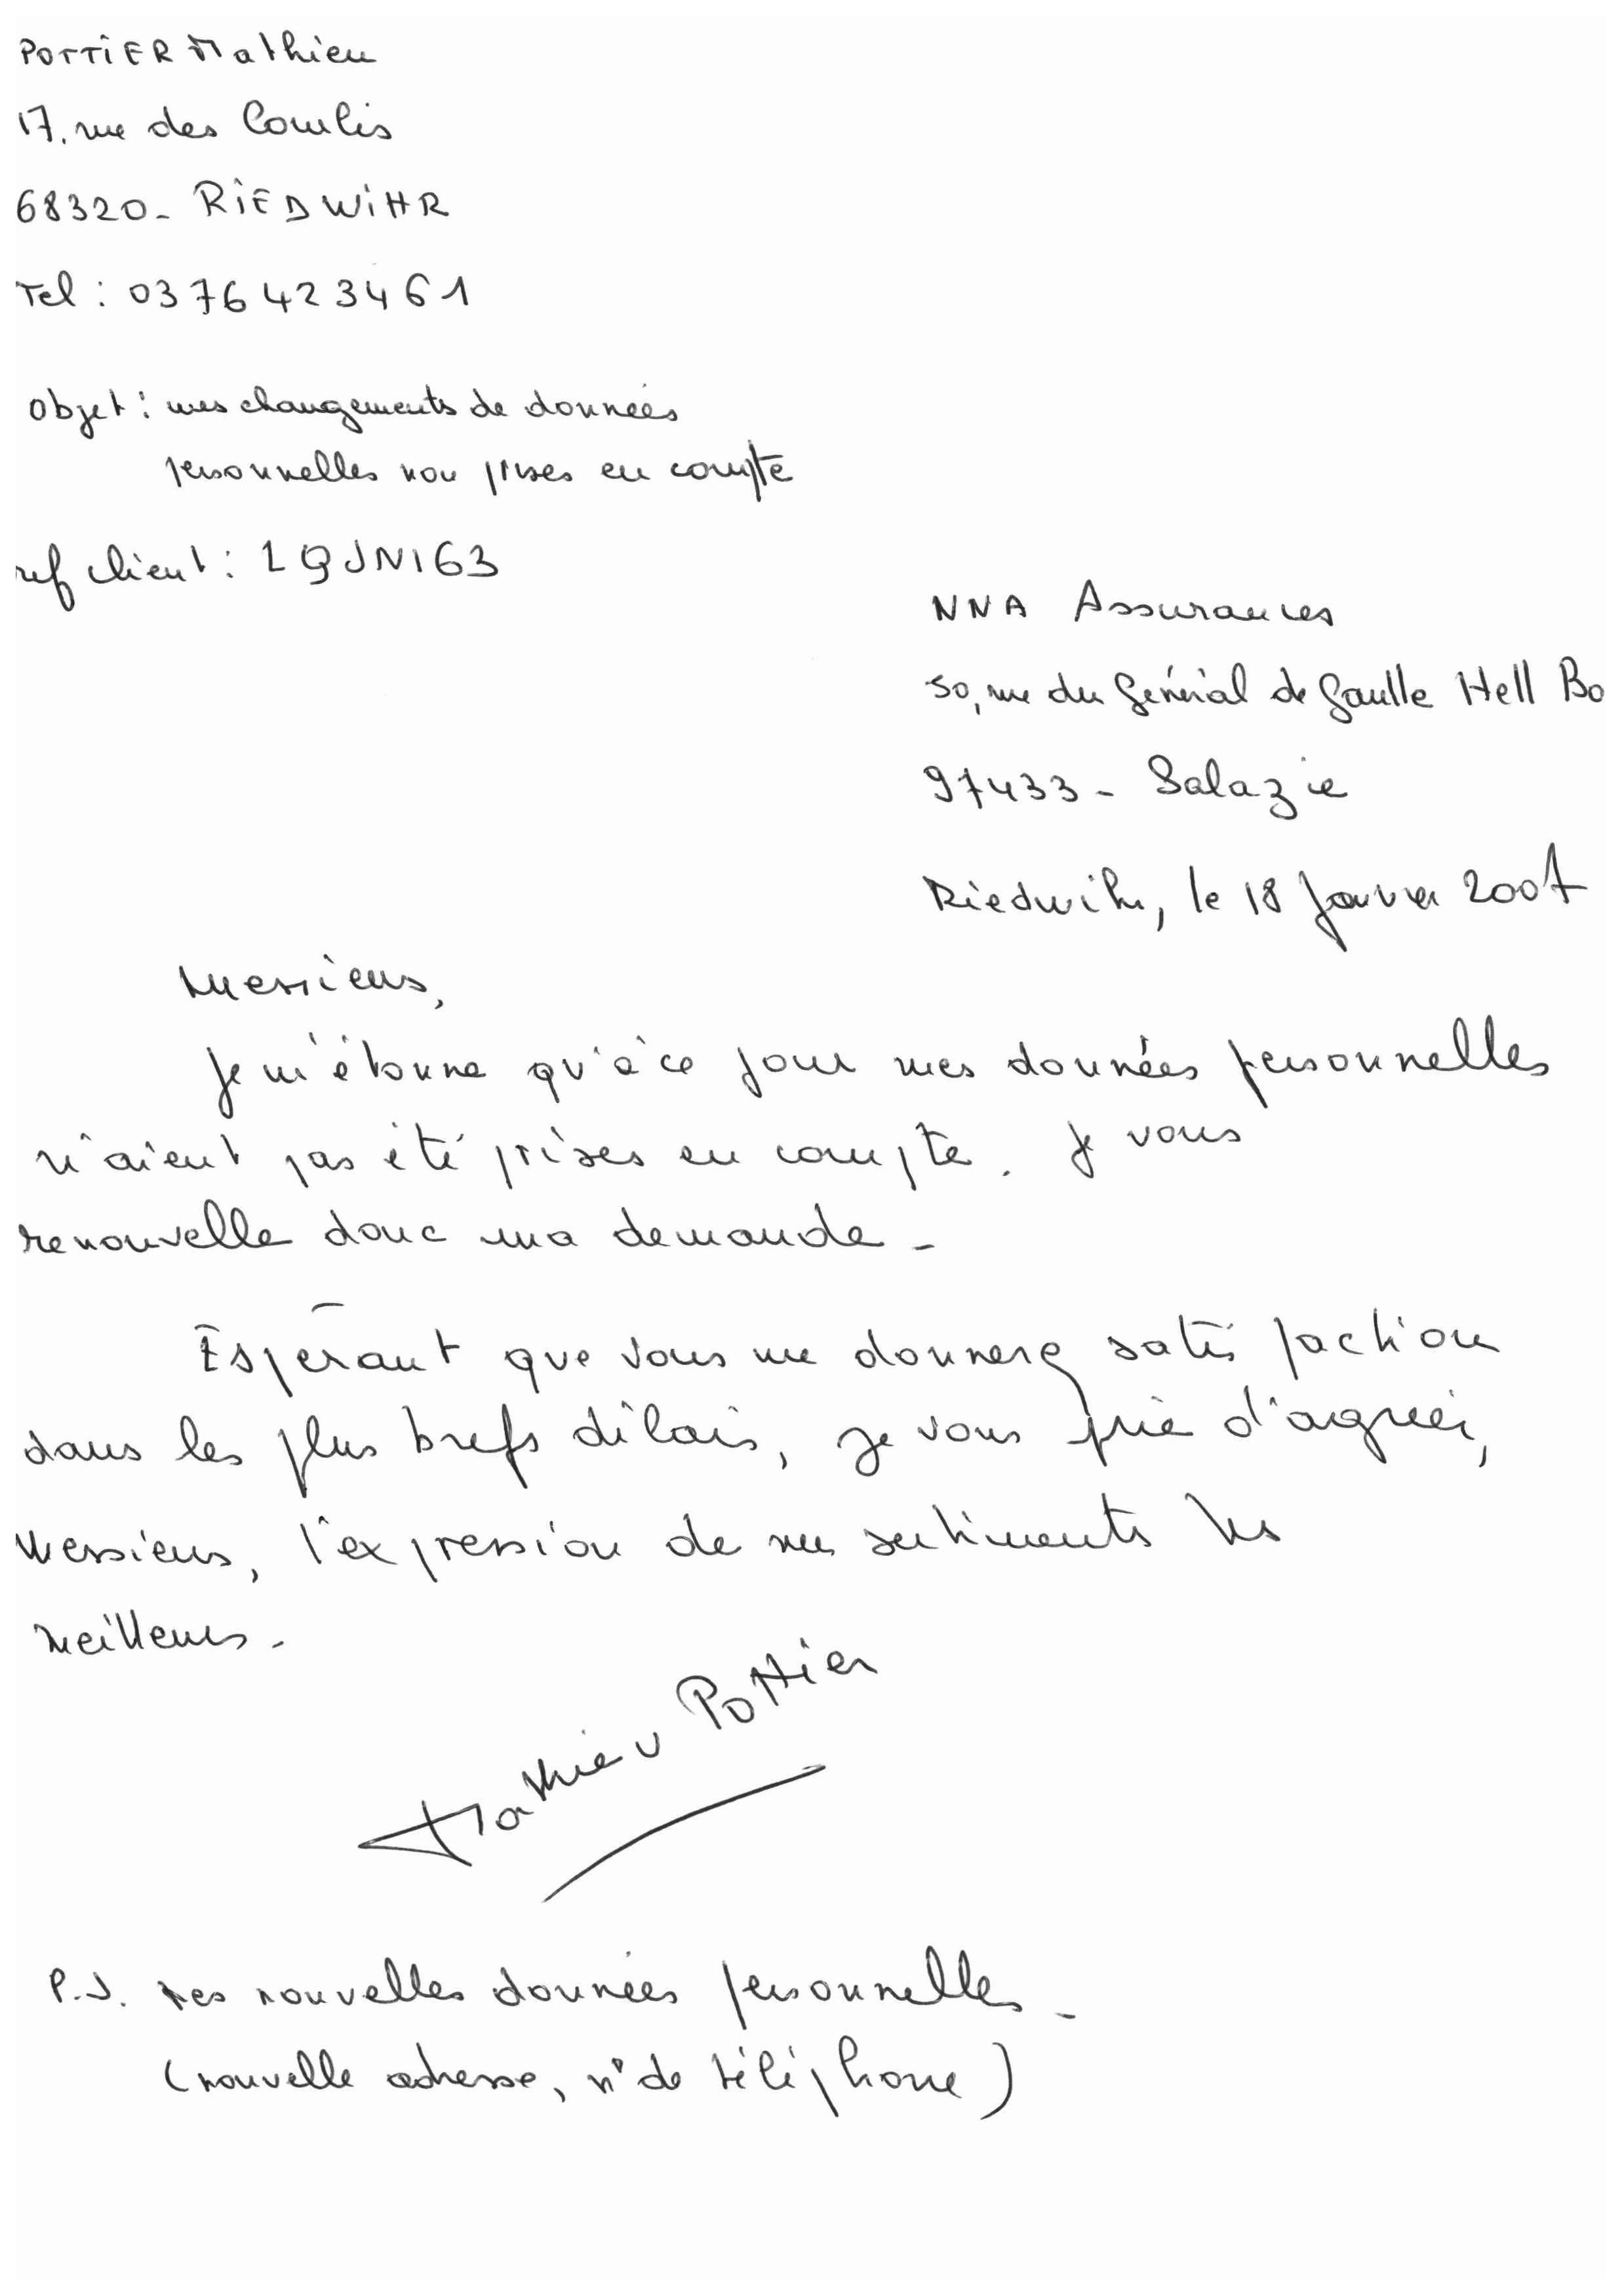 POTTIER Mathieu
17, rue des Courlis
68320 - RIEDWIHR
Tel : 0376423461
Objet : mes changements de données
personnelles non prises en compte
ref client : LQJNI63
NNA Assurances
50, rue du Général de Gaulle Hell Bo
97433 - Salazie
Riedwihr, le 18 janvier 2007
Messieurs,
Je m'étonne qu'à ce jour mes données personnelles
n'aient pas été prises en compte. Je vous
renouvelle donc ma demande -
Espérant que vous me donnerez satisfaction
dans les plus brefs délais, je vous prie d'agréer,
Messieurs, l'expression de mes sentiments les
meilleurs -
Mathieu Pottier
P.J. Mes nouvelles données personnelles -
(nouvelle adresse, n° de téléphone)